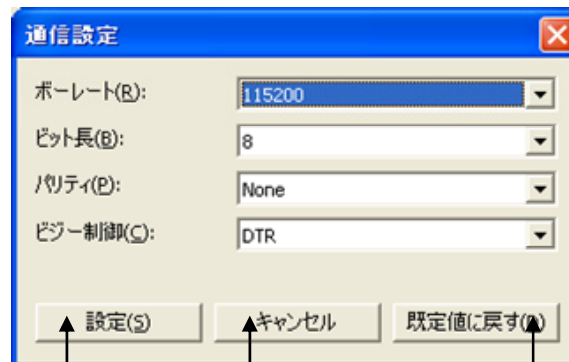 通信設定
ボーレート(R): 115200
ビット長(B): 8
パリティ(P): None
ビジー制御(C): DTR
設定(S) キャンセル 既定値に戻す(D)